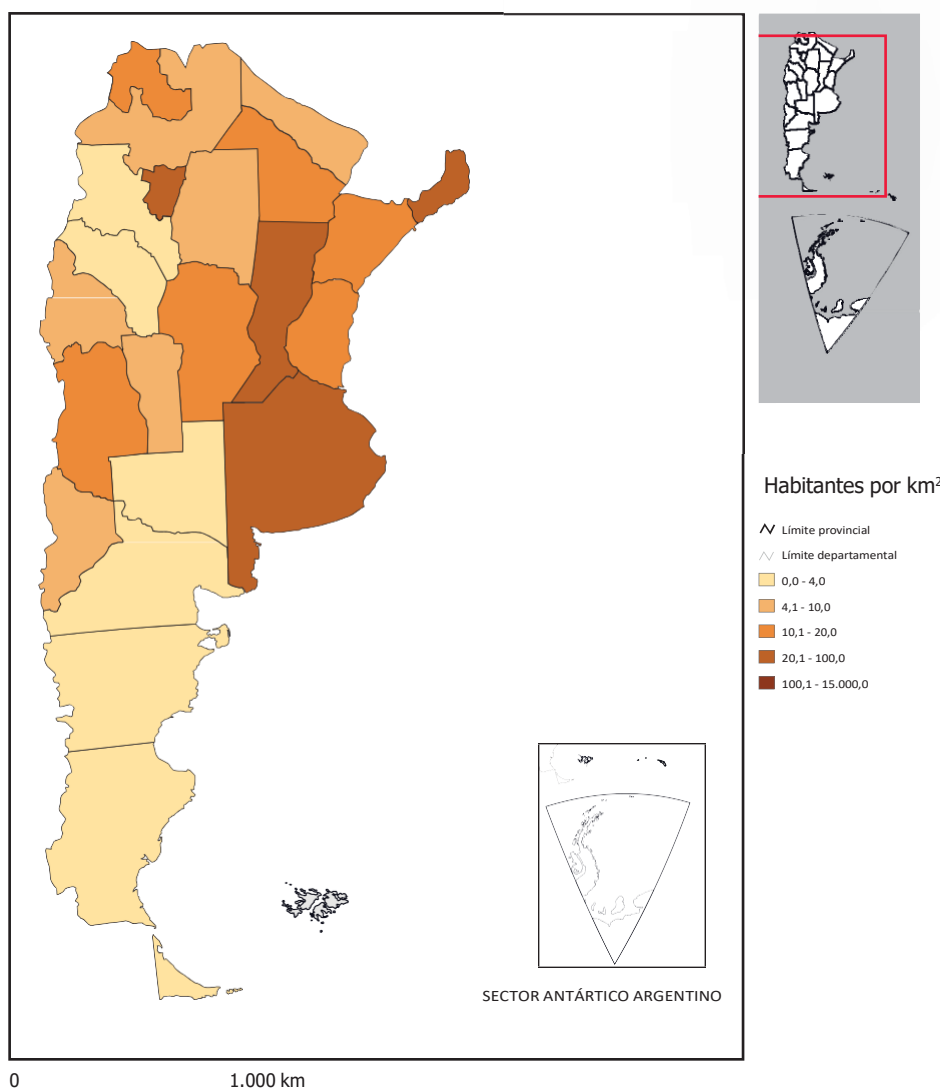 Habitantes por km²
Límite provincial
Límite departamental
0,0 - 4,0
4,1 - 10,0
10,1 - 20,0
20,1 - 100,0
100,1 - 15.000,0
SECTOR ANTÁRTICO ARGENTINO
0 1.000 km